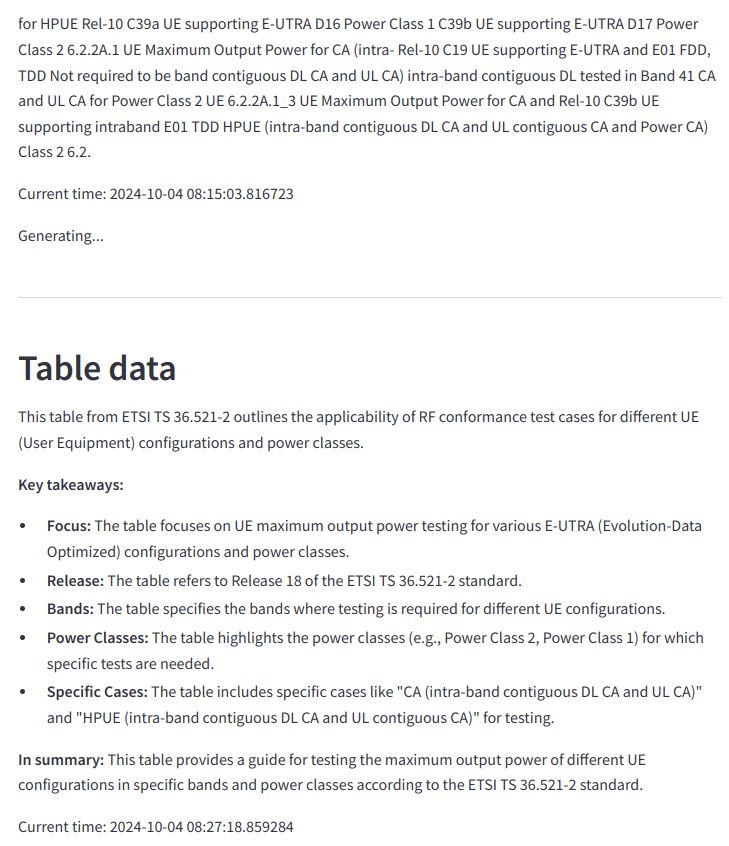 for HPUE Rel-10 C39a UE supporting E-UTRA D16 Power Class 1 C39b UE supporting E-UTRA D17 Power
Class 2 6.2.2A.1 UE Maximum Output Power for CA (intra- Rel-10 C19 UE supporting E-UTRA and E01 FDD,
TDD Not required to be band contiguous DL CA and UL CA) intra-band contiguous DL tested in Band 41 CA
and UL CA for Power Class 2 UE 6.2.2A.1_3 UE Maximum Output Power for CA and Rel-10 C39b UE
supporting intraband E01 TDD HPUE (intra-band contiguous DL CA and UL contiguous CA and Power CA)
Class 2 6.2.
Current time: 2024-10-04 08:15:03.816723
Generating...
Table data
This table from ETSI TS 36.521-2 outlines the applicability of RF conformance test cases for different UE
(User Equipment) configurations and power classes.
Key takeaways:
• Focus: The table focuses on UE maximum output power testing for various E-UTRA (Evolution-Data
Optimized) configurations and power classes.
• Release: The table refers to Release 18 of the ETSI TS 36.521-2 standard.
• Bands: The table specifies the bands where testing is required for different UE configurations.
• Power Classes: The table highlights the power classes (e.g., Power Class 2, Power Class 1) for which
specific tests are needed.
• Specific Cases: The table includes specific cases like "CA (intra-band contiguous DL CA and UL CA)"
and "HPUE (intra-band contiguous DL CA and UL contiguous CA)" for testing.
In summary: This table provides a guide for testing the maximum output power of different UE
configurations in specific bands and power classes according to the ETSI TS 36.521-2 standard.
Current time: 2024-10-04 08:27:18.859284